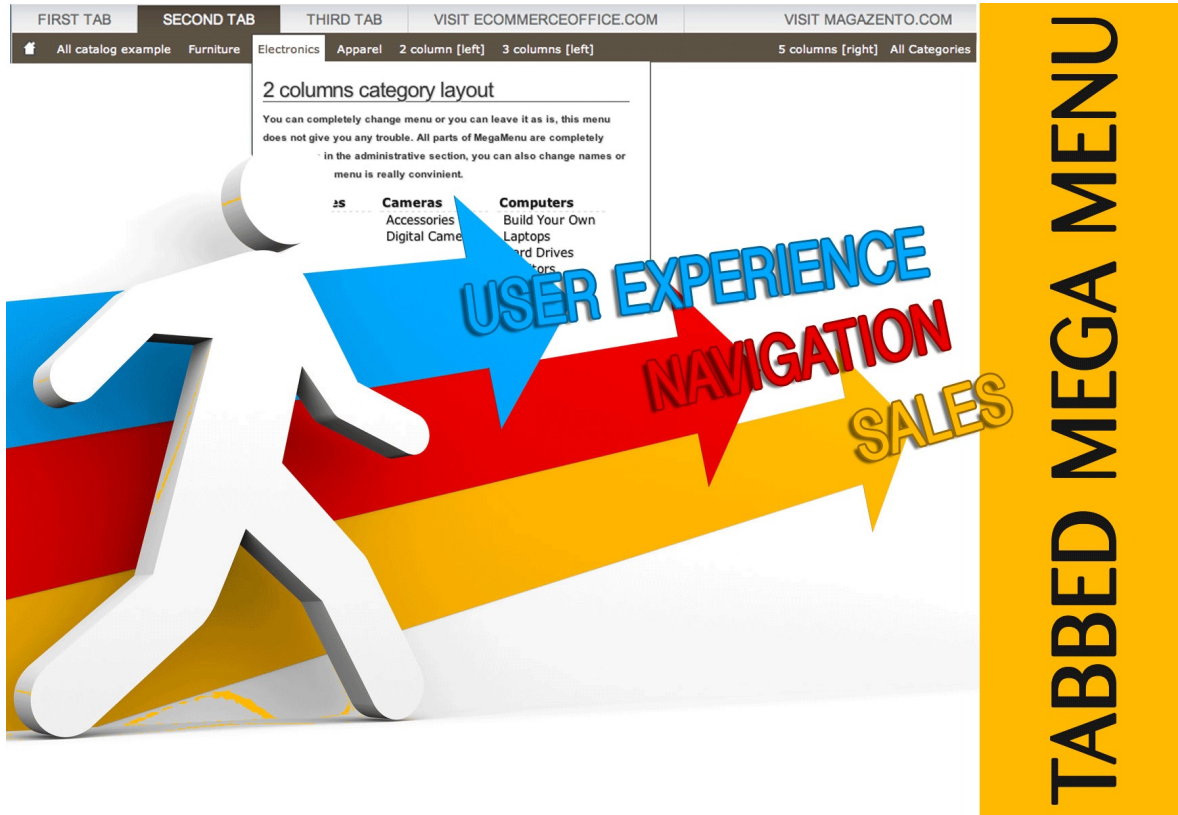 FIRST TAB SECOND TAB THIRD TAB VISIT ECOMMERCEOFFICE.COM VISIT MAGAZENTO.COM
All catalog example Furniture Electronics Apparel 2 column [left] 3 columns [left] 5 columns [right] All Categories
2 columns category layout
You can completely change menu or you can leave it as is, this menu
does not give you any trouble. All parts of MegaMenu are completely
in the administrative section, you can also change names or
menu is really convinient.
Cameras Computers
Accessories Build Your Own
Digital Laptops
Drives
USER EXPERIENCE
NAVIGATION
SALES
TABBED MEGA MENU